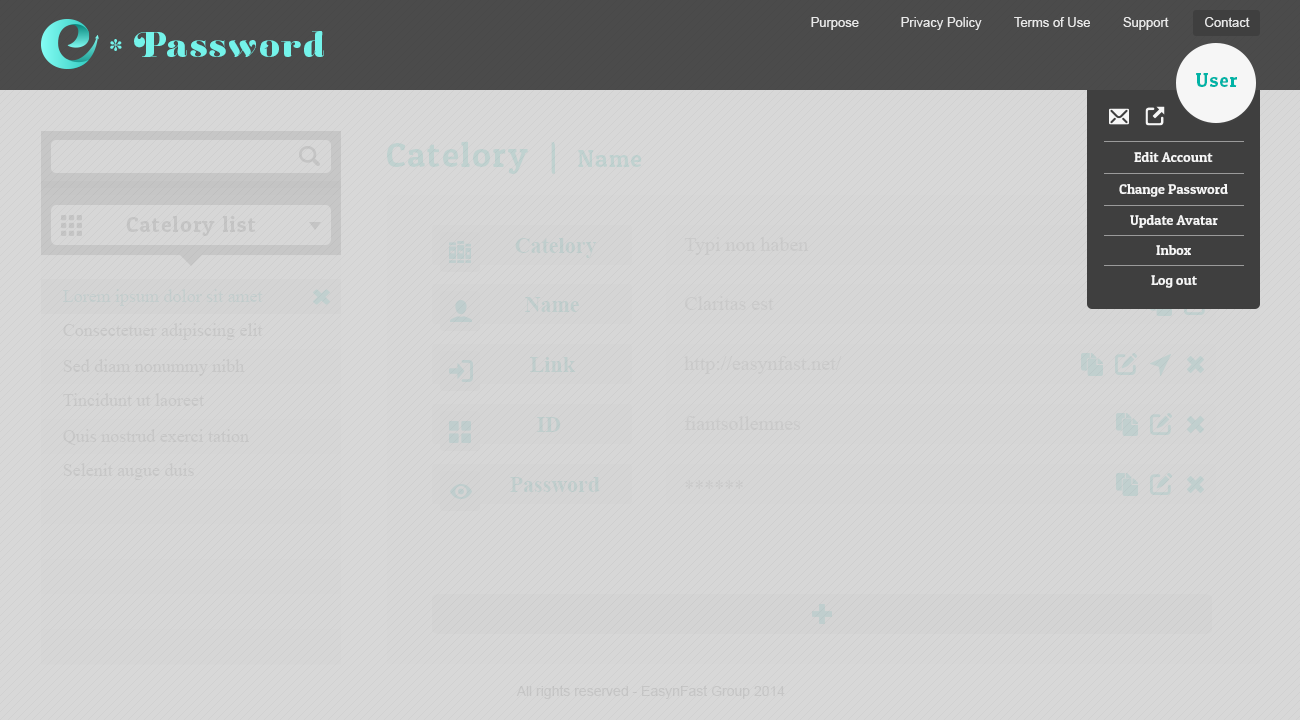 e * Password
Purpose
Privacy Policy
Terms of Use
Support
Contact
User
Edit Account
Change Password
Update Avatar
Inbox
Log out
Catelory list
Lorem ipsum dolor sit amet
Consectetuer adipiscing elit
Sed diam nonummy nibh
Tincidunt ut laoreet
Quis nostrud exerci tation
Selenit augue duis
Catelory | Name
Catelory
Typi non haben
Name
Claritas est
Link
http://easynfast.net/
ID
fiantsollemnes
Password
******
All rights reserved - EasynFast Group 2014